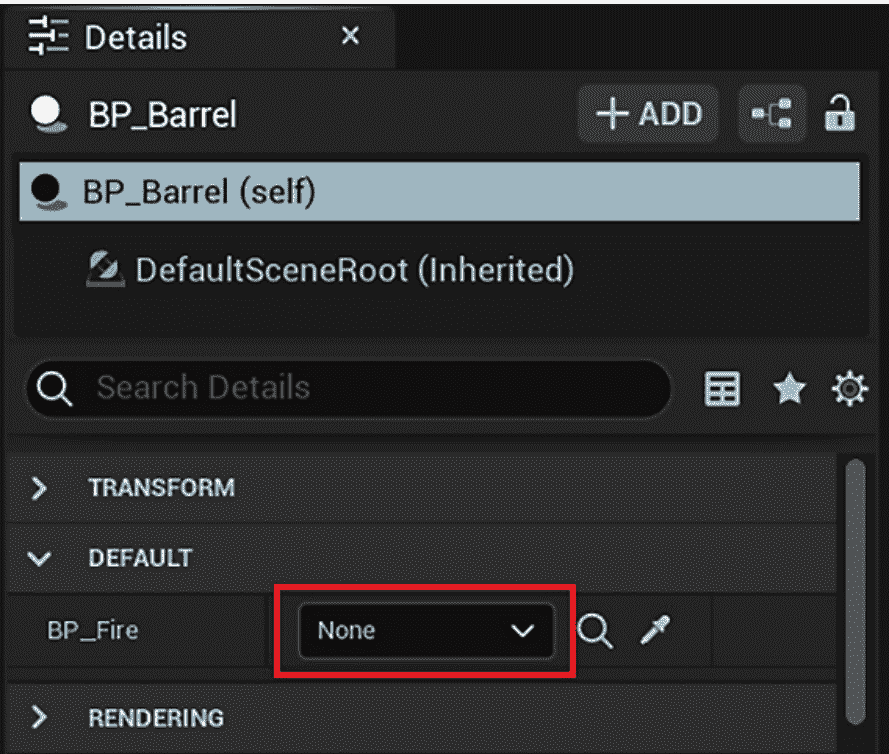 Details
BP_Barrel
+ ADD
BP_Barrel (self)
DefaultSceneRoot (Inherited)
Search Details
TRANSFORM
DEFAULT
BP_Fire None
RENDERING